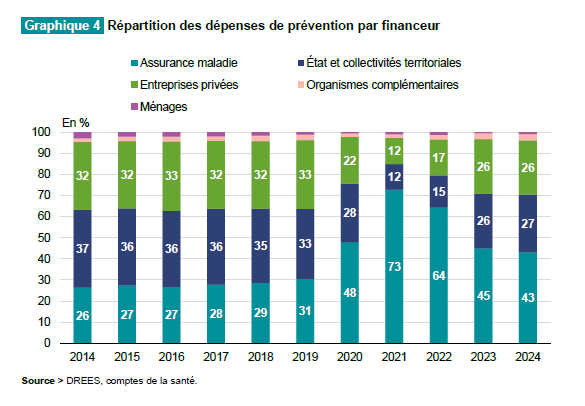 Graphique 4 Répartition des dépenses de prévention par financeur
Assurance maladie État et collectivités territoriales
Entreprises privées Organismes complémentaires
Ménages
En %
100
90 12
32 32 33 32 32 33 22 17 26 26
80
12
70 15
60 28
26 27
50 37 36 36 36 35 33
40 73
64
30
48 45 43
20
26 27 27 28 29 31
10
0
2014 2015 2016 2017 2018 2019 2020 2021 2022 2023 2024
Source > DREES, comptes de la santé.